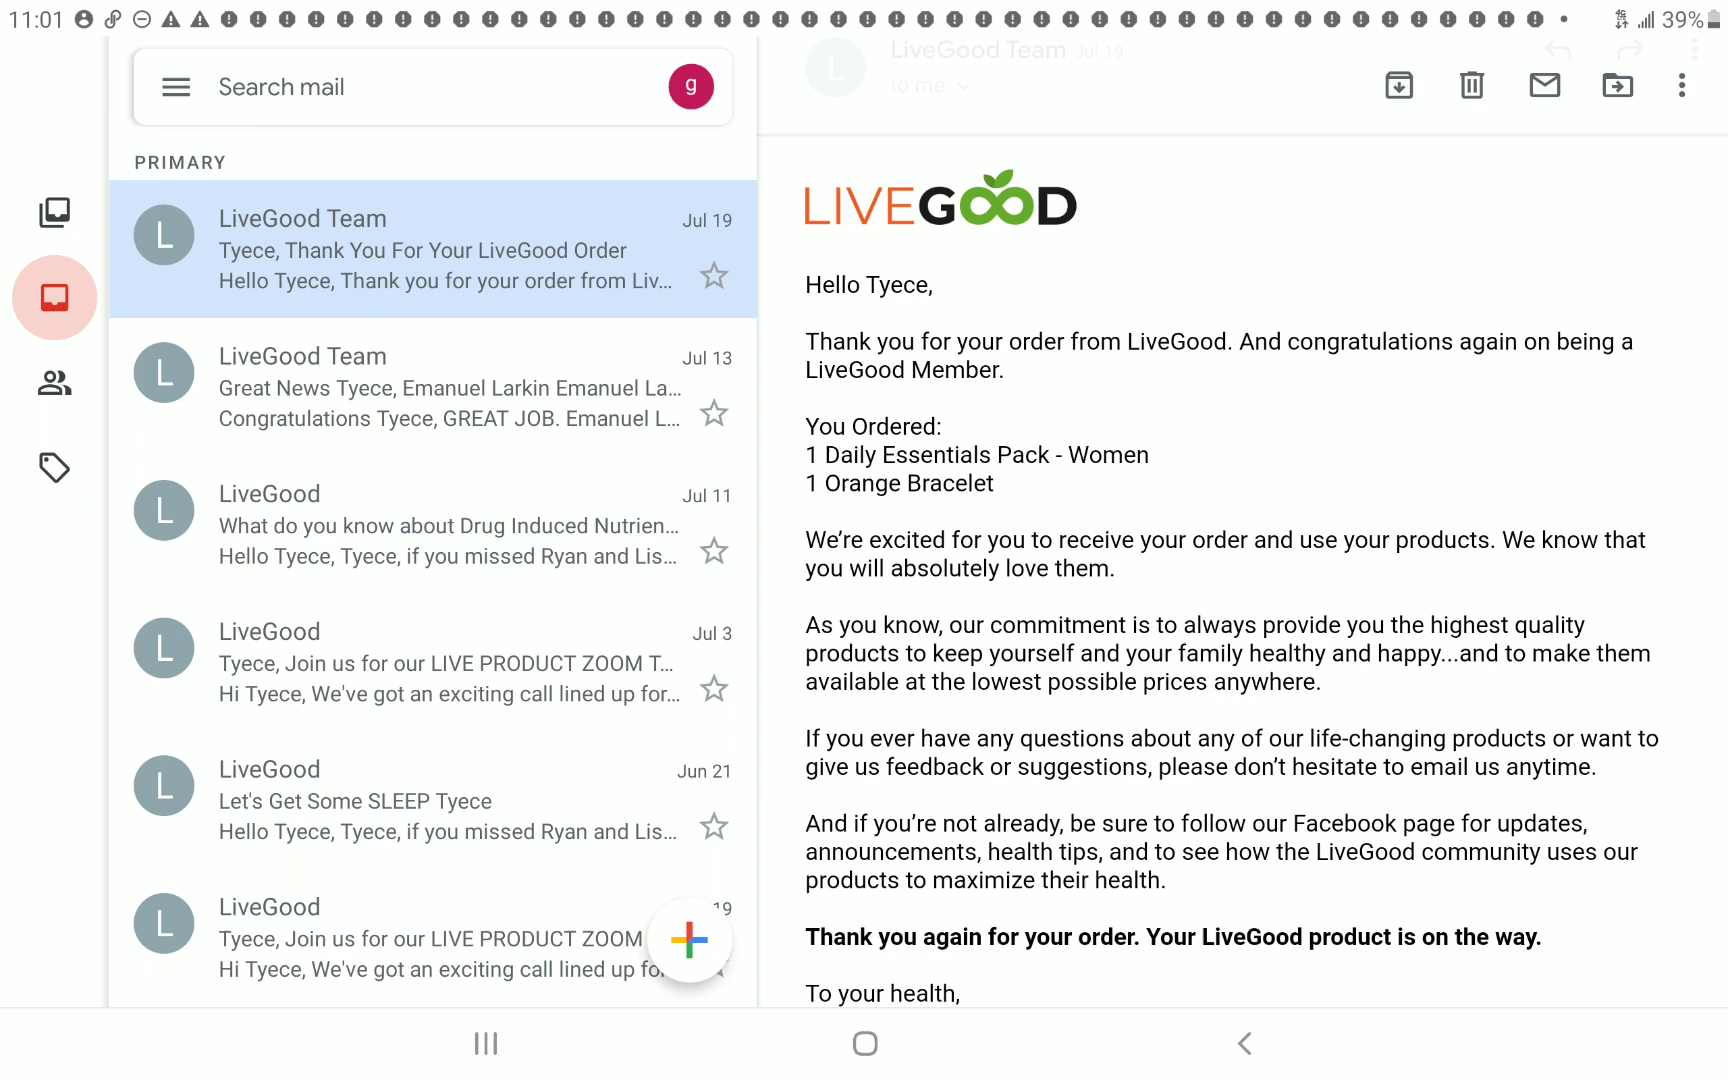 11:01
39%
Search mail
g
PRIMARY
L
LiveGood Team
Jul 19
Tyece, Thank You For Your LiveGood Order
Hello Tyece, Thank you for your order from Liv...
L
LiveGood Team
Jul 13
Great News Tyece, Emanuel Larkin Emanuel La...
Congratulations Tyece, GREAT JOB. Emanuel L...
L
LiveGood
Jul 11
What do you know about Drug Induced Nutrien...
Hello Tyece, Tyece, if you missed Ryan and Lis...
L
LiveGood
Jul 3
Tyece, Join us for our LIVE PRODUCT ZOOM T...
Hi Tyece, We've got an exciting call lined up for...
L
LiveGood
Jun 21
Let's Get Some SLEEP Tyece
Hello Tyece, Tyece, if you missed Ryan and Lis...
L
LiveGood
19
Tyece, Join us for our LIVE PRODUCT ZOOM
Hi Tyece, We've got an exciting call lined up fo
L
LiveGood Team Jul 19
to me
LIVEGOOD
Hello Tyece,
Thank you for your order from LiveGood. And congratulations again on being a
LiveGood Member.
You Ordered:
1 Daily Essentials Pack - Women
1 Orange Bracelet
We’re excited for you to receive your order and use your products. We know that
you will absolutely love them.
As you know, our commitment is to always provide you the highest quality
products to keep yourself and your family healthy and happy...and to make them
available at the lowest possible prices anywhere.
If you ever have any questions about any of our life-changing products or want to
give us feedback or suggestions, please don’t hesitate to email us anytime.
And if you’re not already, be sure to follow our Facebook page for updates,
announcements, health tips, and to see how the LiveGood community uses our
products to maximize their health.
Thank you again for your order. Your LiveGood product is on the way.
To your health,